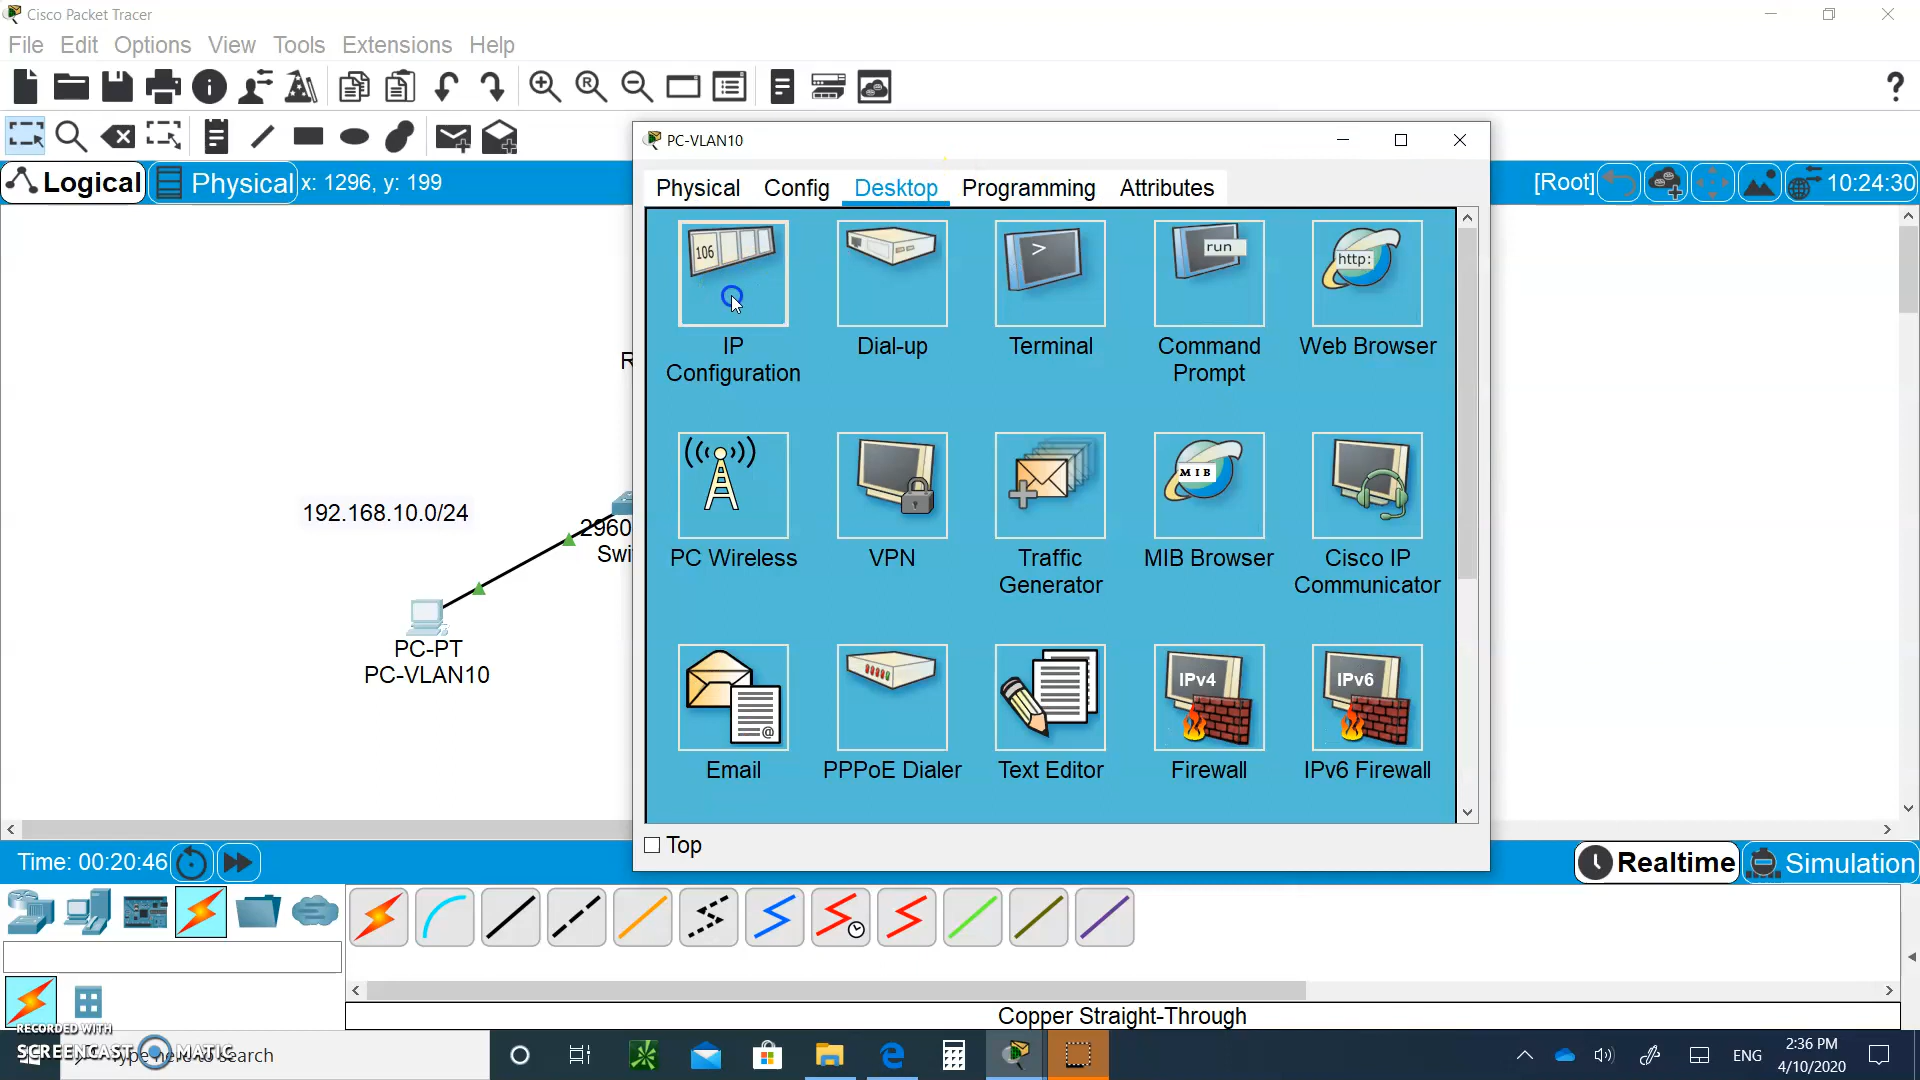 Cisco Packet Tracer
File Edit Options View Tools Extensions Help
Logical Physical x: 1296, y: 199
[Root] 10:24:30
PC-VLAN10
Physical Config Desktop Programming Attributes
106
>
run
http:
IP
Configuration
Dial-up
Terminal
Command
Prompt
Web Browser
MIB
PC Wireless
VPN
Traffic
Generator
MIB Browser
Cisco IP
Communicator
@
IPv4
IPv6
Email
PPPoE Dialer
Text Editor
Firewall
IPv6 Firewall
Top
R
192.168.10.0/24
2960
Swi
PC-PT
PC-VLAN10
Time: 00:20:46
Realtime Simulation
Copper Straight-Through
RECORDED WITH
SCREENCAST MATIC
Type here to search
ENG
2:36 PM
4/10/2020